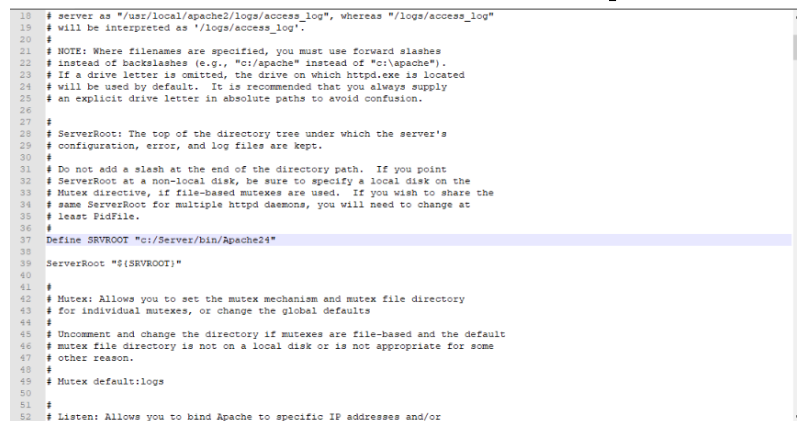 18 # server as "/usr/local/apache2/logs/access_log", whereas "/logs/access_log"
19 # will be interpreted as '/logs/access_log'.
20 #
21 # NOTE: Where filenames are specified, you must use forward slashes
22 # instead of backslashes (e.g., "c:/apache" instead of "c:\apache").
23 # If a drive letter is omitted, the drive on which httpd.exe is located
24 # will be used by default.  It is recommended that you always supply
25 # an explicit drive letter in absolute paths to avoid confusion.
26
27 #
28 # ServerRoot: The top of the directory tree under which the server's
29 # configuration, error, and log files are kept.
30 #
31 # Do not add a slash at the end of the directory path.  If you point
32 # ServerRoot at a non-local disk, be sure to specify a local disk on the
33 # Mutex directive, if file-based mutexes are used.  If you wish to share the
34 # same ServerRoot for multiple httpd daemons, you will need to change at
35 # least PidFile.
36 #
37 Define SRVROOT "c:/Server/bin/Apache24"
38
39 ServerRoot "${SRVROOT}"
40
41 #
42 # Mutex: Allows you to set the mutex mechanism and mutex file directory
43 # for individual mutexes, or change the global defaults
44 #
45 # Uncomment and change the directory if mutexes are file-based and the default
46 # mutex file directory is not on a local disk or is not appropriate for some
47 # other reason.
48 #
49 # Mutex default:logs
50
51 #
52 # Listen: Allows you to bind Apache to specific IP addresses and/or